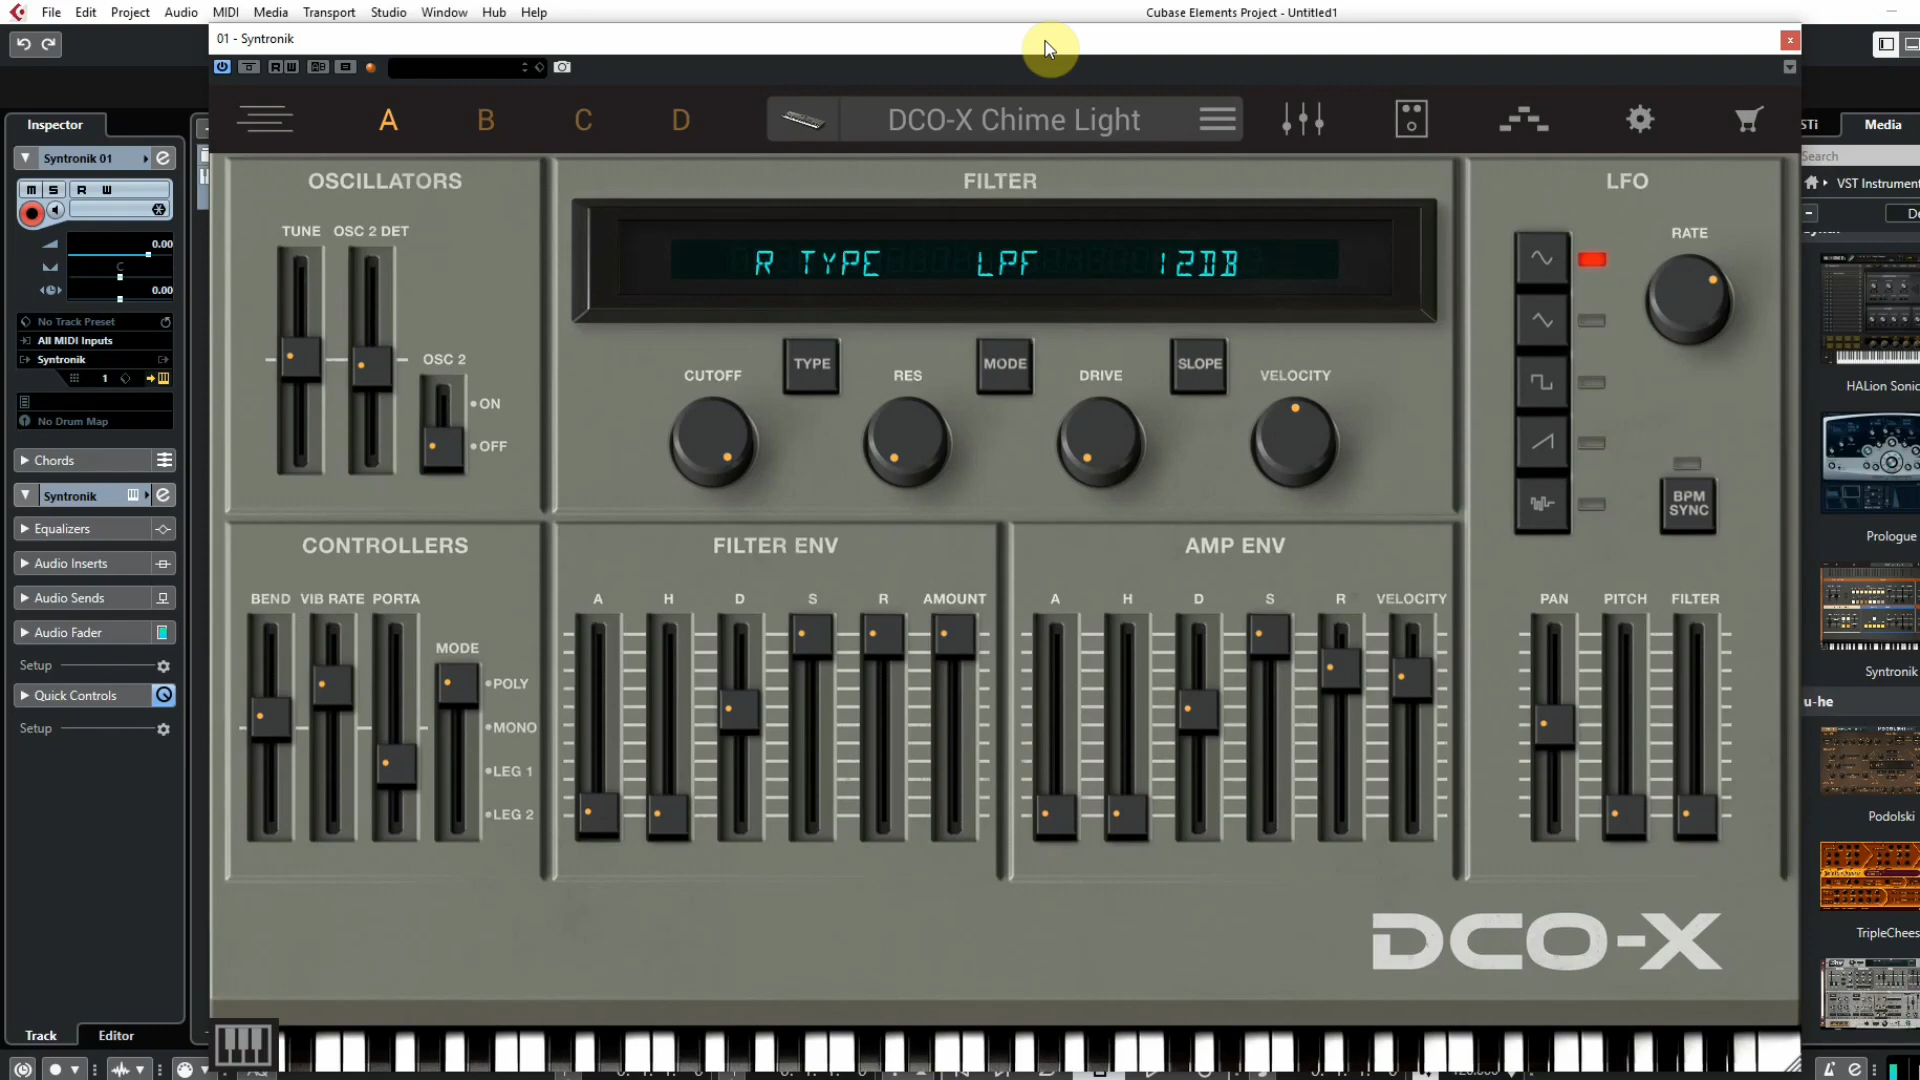 File Edit Project Audio MIDI Media Transport Studio Window Hub Help
Cubase Elements Project - Untitled1
01 - Syntronik
R W
A B C D
DCO-X Chime Light
Inspector
Syntronik 01
m S R W
0.00
C
0.00
No Track Preset
All MIDI Inputs
Syntronik
1
No Drum Map
Chords
Syntronik
Equalizers
Audio Inserts
Audio Sends
Audio Fader
Setup
Quick Controls
Setup
Track Editor
OSCILLATORS
TUNE OSC 2 DET
OSC 2
ON
OFF
FILTER
R TYPE LPF 12DB
TYPE MODE SLOPE
CUTOFF RES DRIVE VELOCITY
LFO
RATE
BPM
SYNC
PAN PITCH FILTER
CONTROLLERS
BEND VIB RATE PORTA
MODE
POLY
MONO
LEG 1
LEG 2
FILTER ENV
A H D S R AMOUNT
AMP ENV
A H D S R VELOCITY
DCO-X
STi Media
Search
VST Instrumen
De
HALion Sonic
Prologue
Syntronik
u-he
Podolski
TripleChees